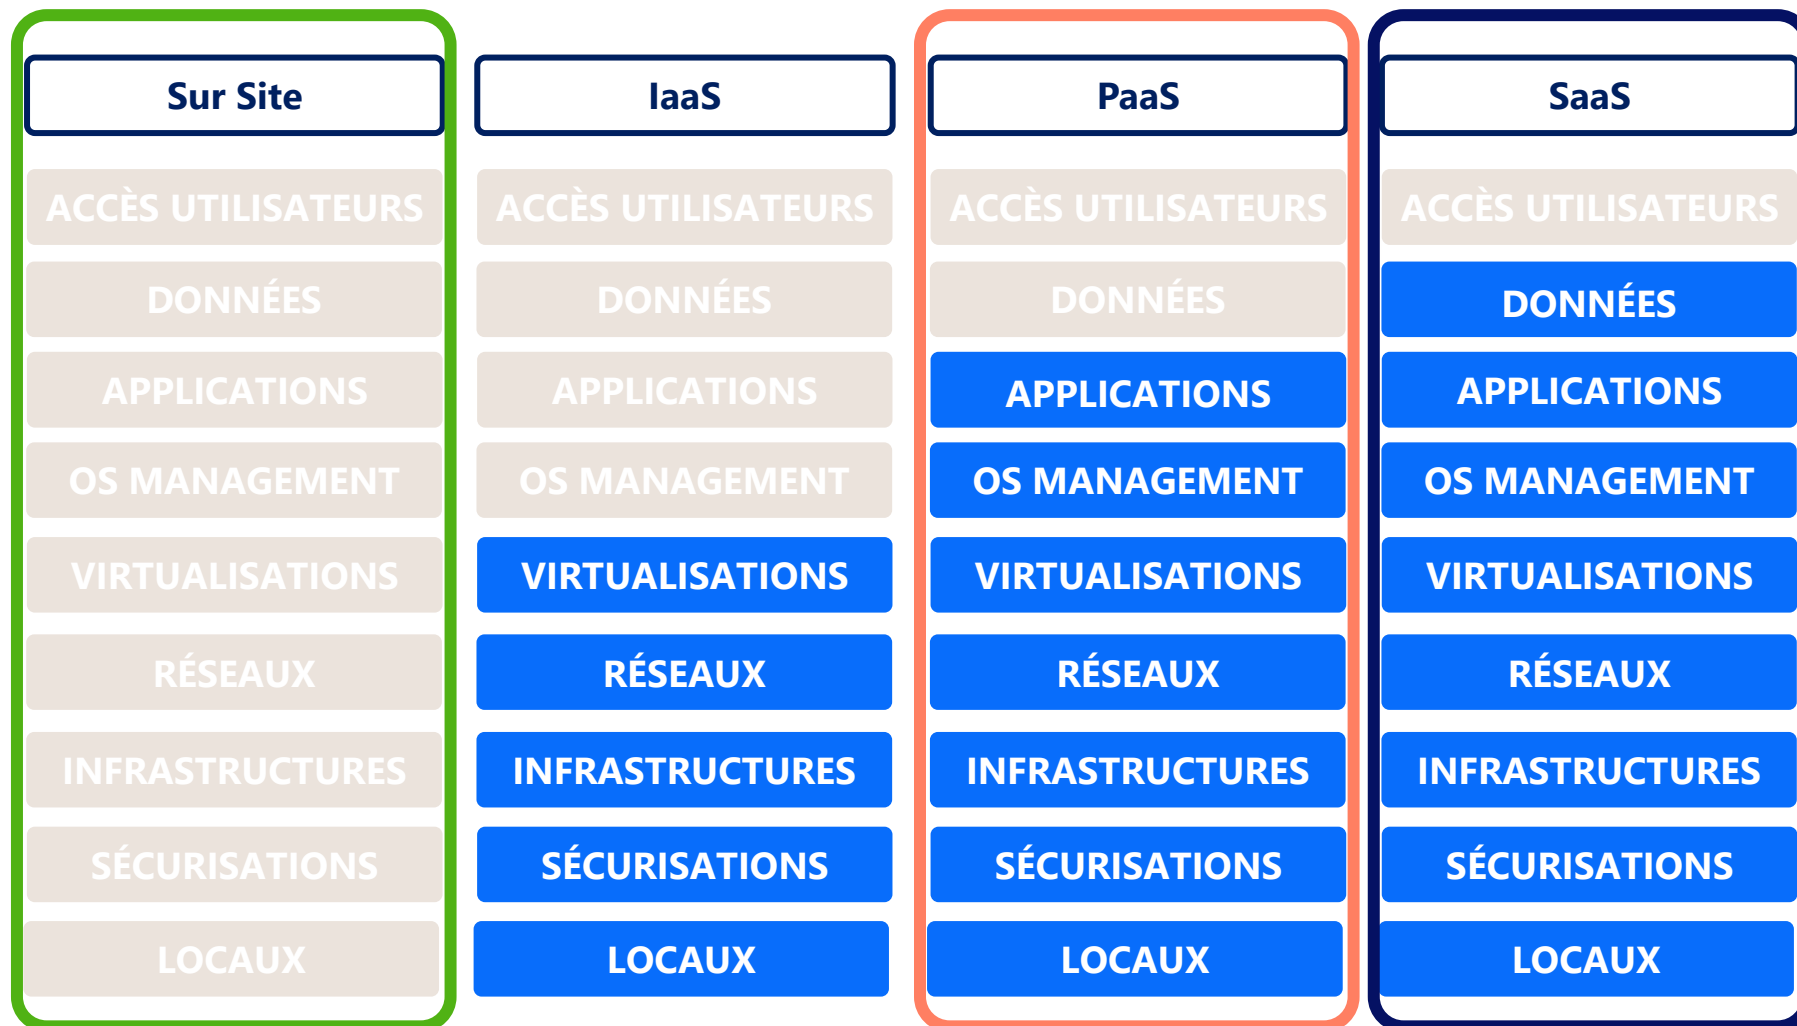 Sur Site
IaaS
PaaS
SaaS
ACCÈS UTILISATEURS
ACCÈS UTILISATEURS
ACCÈS UTILISATEURS
ACCÈS UTILISATEURS
DONNÉES
DONNÉES
DONNÉES
DONNÉES
APPLICATIONS
APPLICATIONS
APPLICATIONS
APPLICATIONS
OS MANAGEMENT
OS MANAGEMENT
OS MANAGEMENT
OS MANAGEMENT
VIRTUALISATIONS
VIRTUALISATIONS
VIRTUALISATIONS
VIRTUALISATIONS
RÉSEAUX
RÉSEAUX
RÉSEAUX
RÉSEAUX
INFRASTRUCTURES
INFRASTRUCTURES
INFRASTRUCTURES
INFRASTRUCTURES
SÉCURISATIONS
SÉCURISATIONS
SÉCURISATIONS
SÉCURISATIONS
LOCAUX
LOCAUX
LOCAUX
LOCAUX